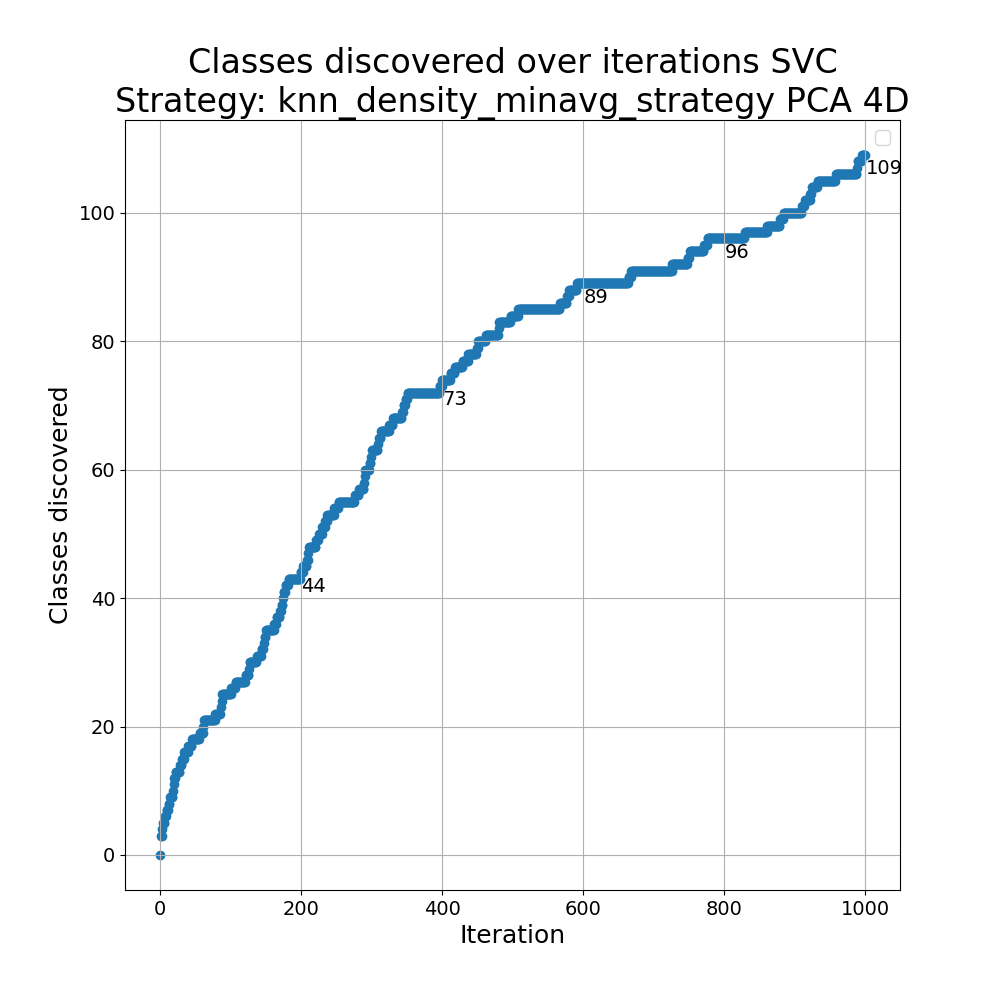 Classes discovered over iterations SVC
Strategy: knn_density_minavg_strategy PCA 4D
109
100
96
89
80
73
60
44
40
20
0
Classes discovered
0 200 400 600 800 1000
Iteration